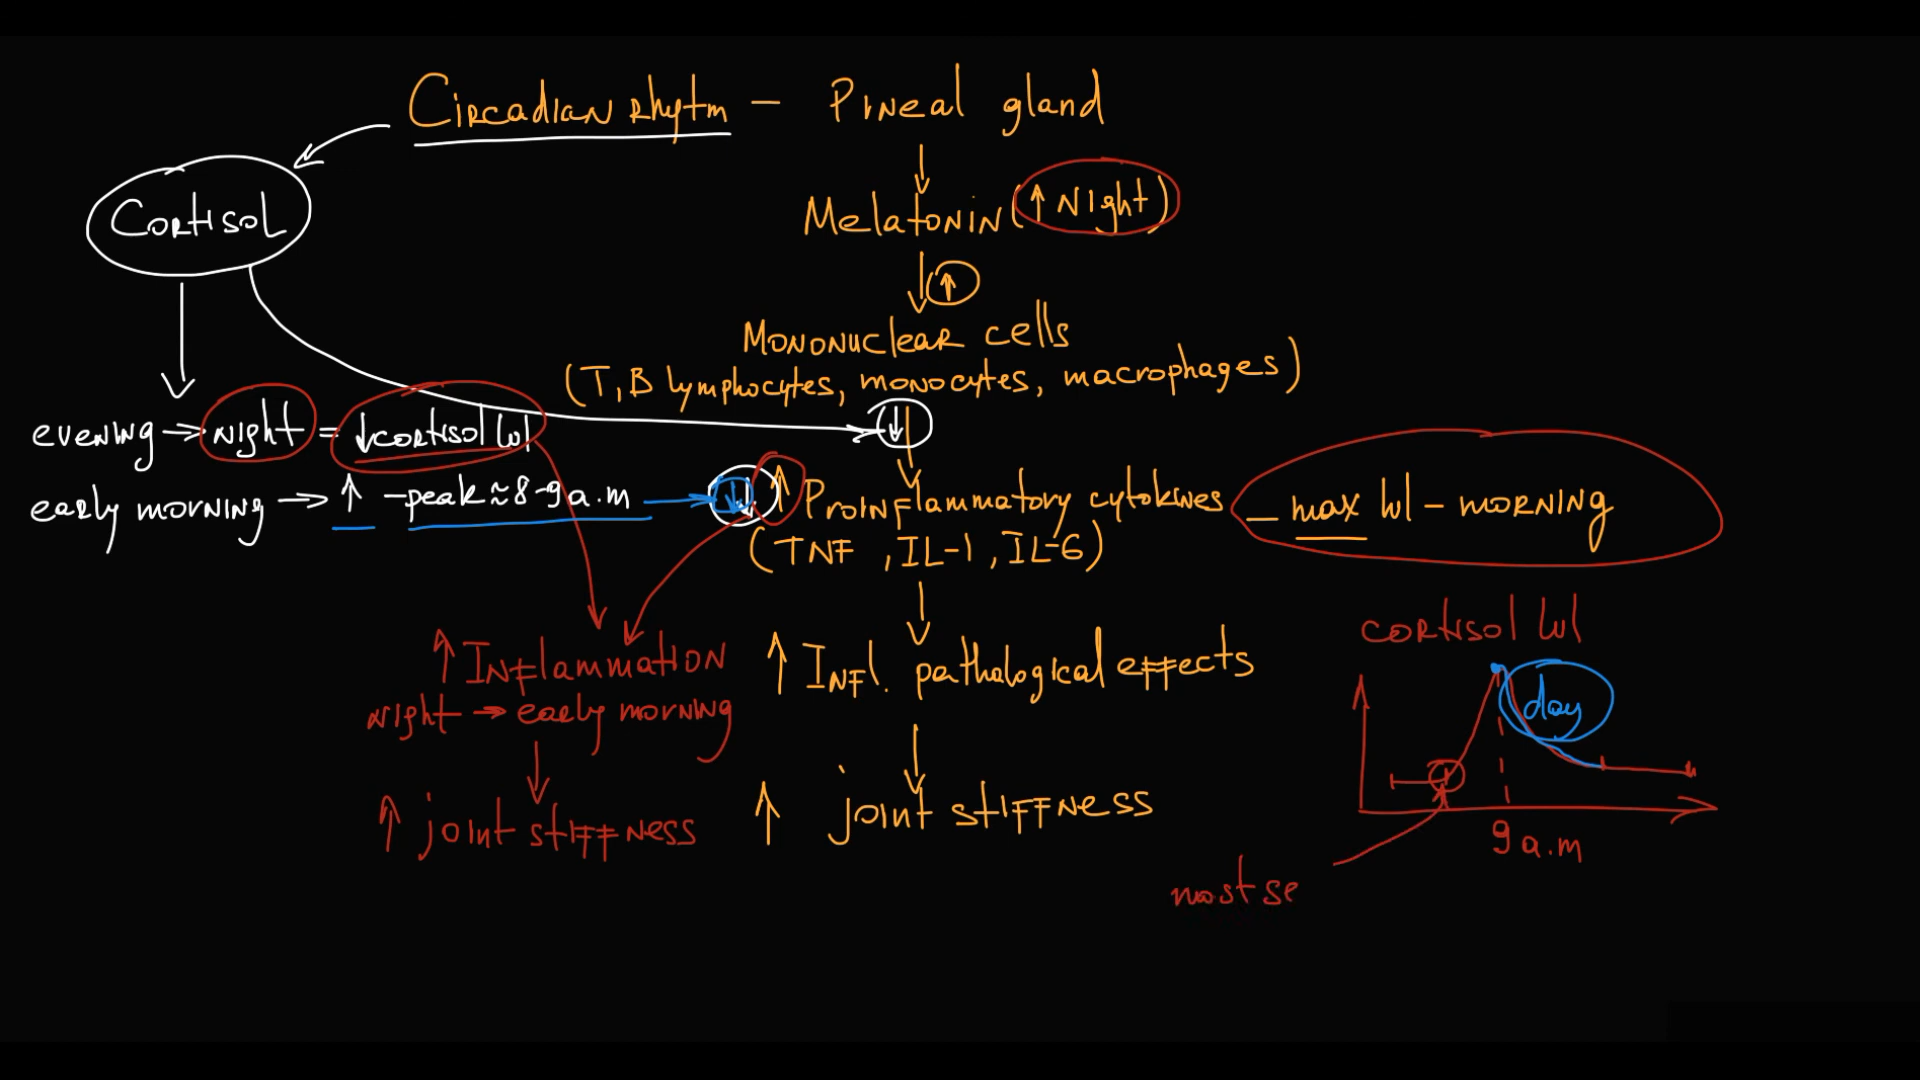 Circadian rhytm - Pineal gland
Cortisol
Melatonin (↑ Night)
↑
Mononuclear cells
(T, B lymphocytes, monocytes, macrophages)
evening → night = ↓cortisol lvl
↓
early morning → ↑ - peak ≈ 8-9 a.m → ↓↓ ↑ Proinflammatory cytokines - max lvl - morning
(TNF, IL-1, IL-6)
↑ Inflammation
night → early morning
↑ joint stiffness
↑ Infl. pathological effects
↑ joint stiffness
cortisol lvl
day
9 a.m
most se